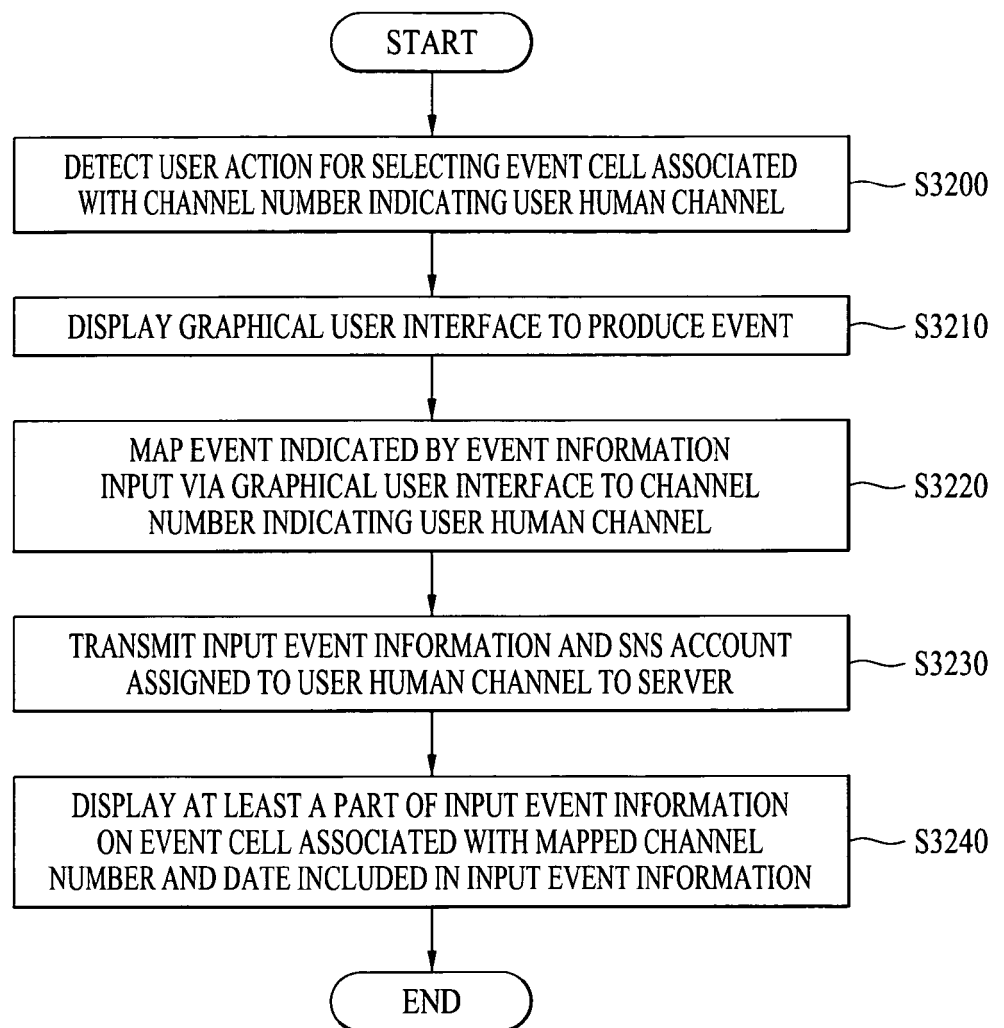 START
DETECT USER ACTION FOR SELECTING EVENT CELL ASSOCIATED
WITH CHANNEL NUMBER INDICATING USER HUMAN CHANNEL
S3200
DISPLAY GRAPHICAL USER INTERFACE TO PRODUCE EVENT
S3210
MAP EVENT INDICATED BY EVENT INFORMATION
INPUT VIA GRAPHICAL USER INTERFACE TO CHANNEL
NUMBER INDICATING USER HUMAN CHANNEL
S3220
TRANSMIT INPUT EVENT INFORMATION AND SNS ACCOUNT
ASSIGNED TO USER HUMAN CHANNEL TO SERVER
S3230
DISPLAY AT LEAST A PART OF INPUT EVENT INFORMATION
ON EVENT CELL ASSOCIATED WITH MAPPED CHANNEL
NUMBER AND DATE INCLUDED IN INPUT EVENT INFORMATION
S3240
END